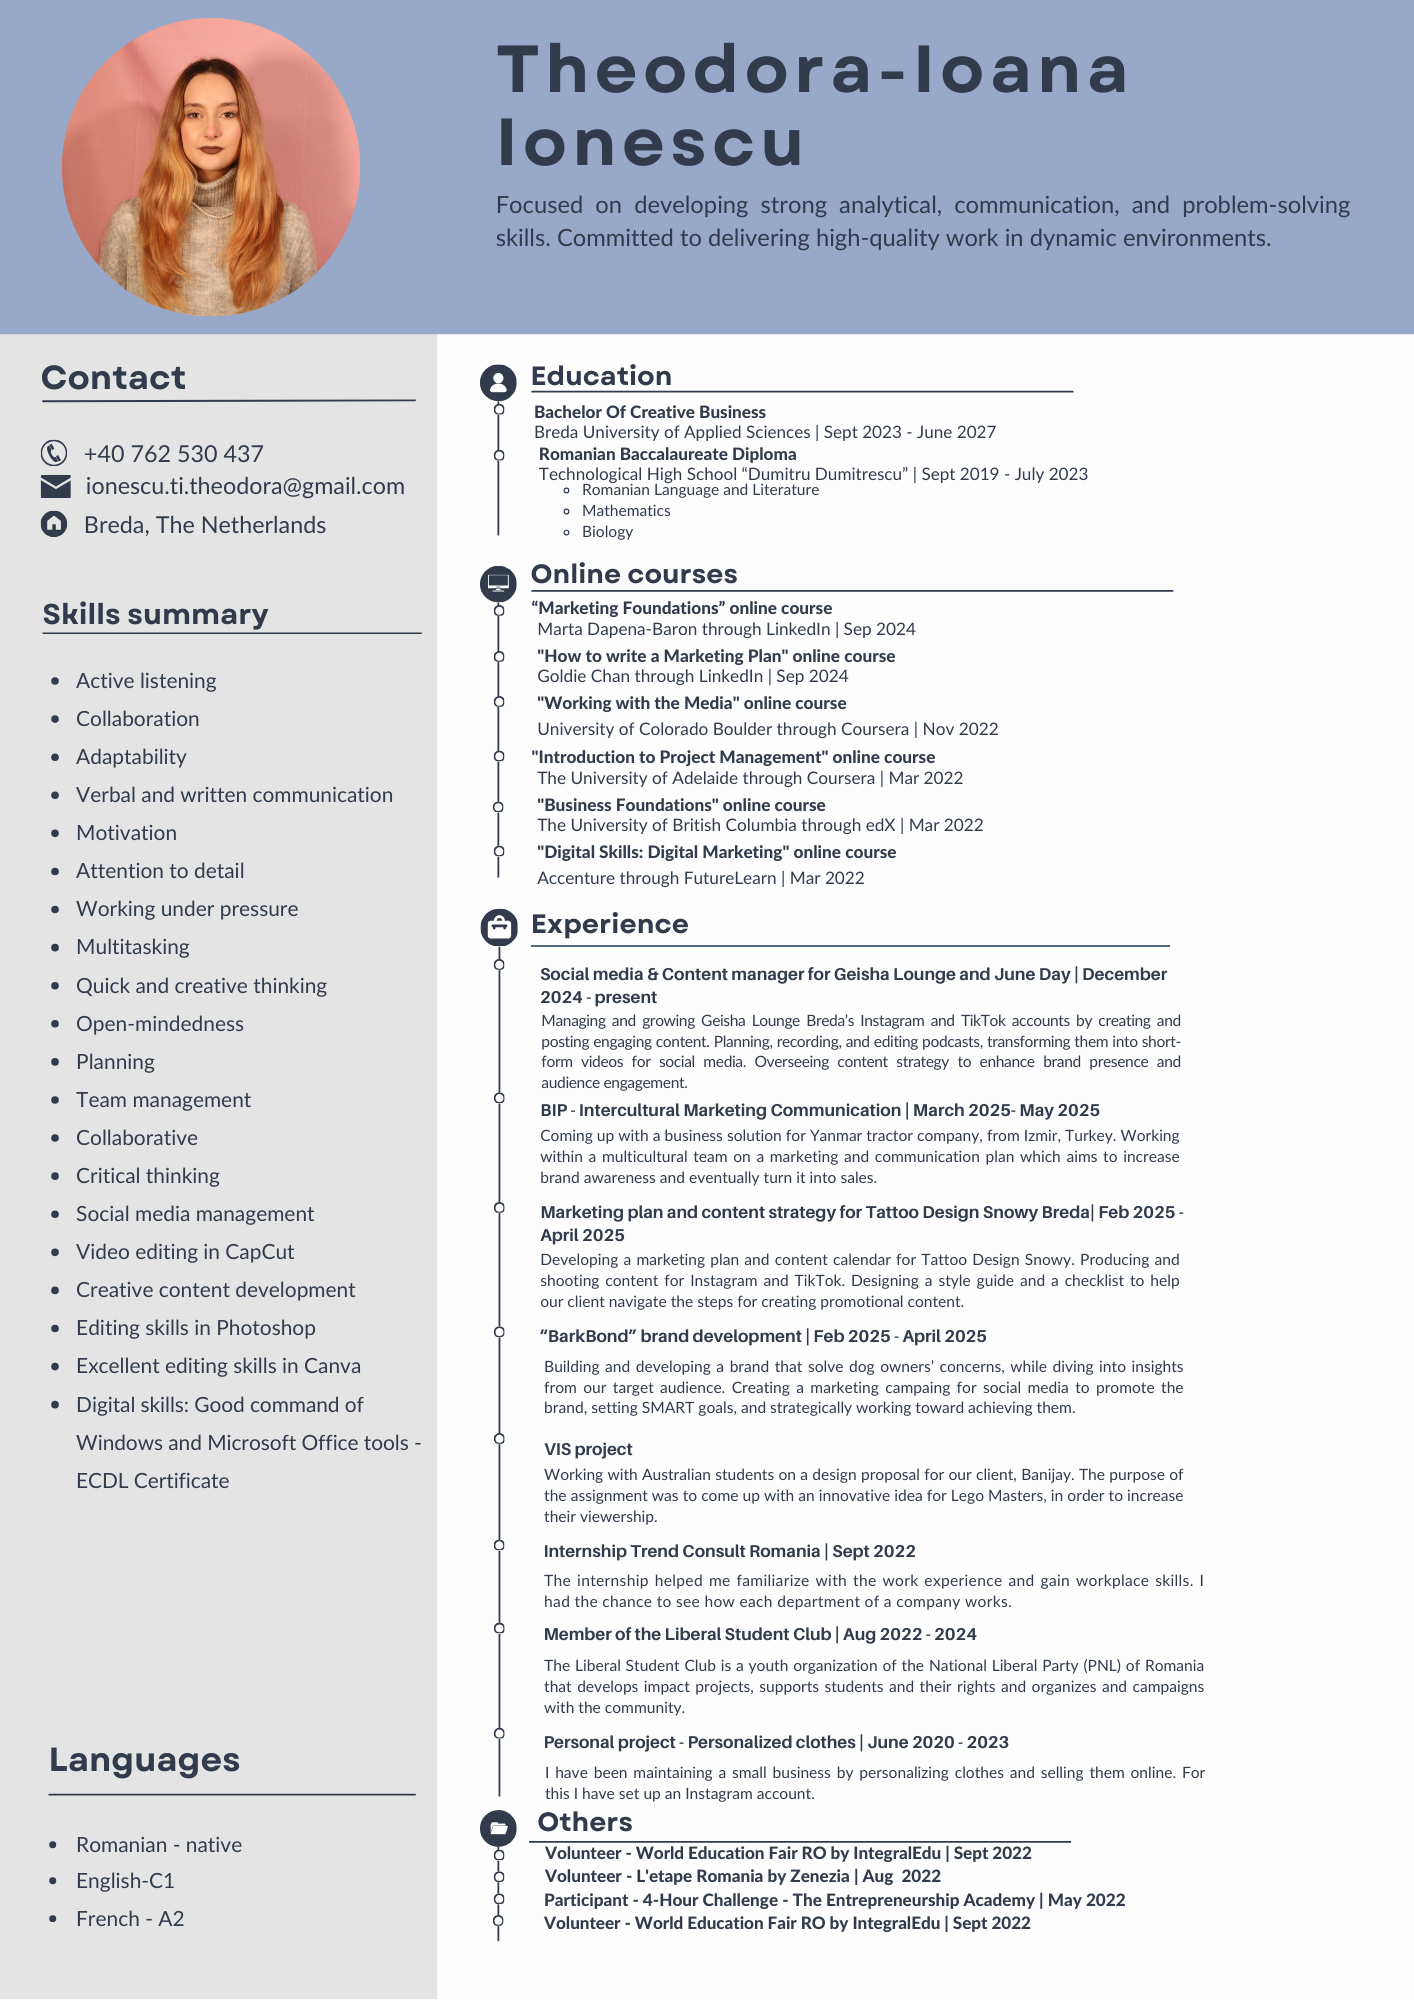 Theodora-Ioana
Ionescu
Focused on developing strong analytical, communication, and problem-solving
skills. Committed to delivering high-quality work in dynamic environments.
Contact
+40 762 530 437
ionescu.ti.theodora@gmail.com
Breda, The Netherlands
Skills summary
• Active listening
• Collaboration
• Adaptability
• Verbal and written communication
• Motivation
• Attention to detail
• Working under pressure
• Multitasking
• Quick and creative thinking
• Open-mindedness
• Planning
• Team management
• Collaborative
• Critical thinking
• Social media management
• Video editing in CapCut
• Creative content development
• Editing skills in Photoshop
• Excellent editing skills in Canva
• Digital skills: Good command of
Windows and Microsoft Office tools -
ECDL Certificate
Languages
• Romanian - native
• English-C1
• French - A2
Education
Bachelor Of Creative Business
Breda University of Applied Sciences | Sept 2023 - June 2027
Romanian Baccalaureate Diploma
Technological High School “Dumitru Dumitrescu” | Sept 2019 - July 2023
◦ Romanian Language and Literature
◦ Mathematics
◦ Biology
Online courses
“Marketing Foundations” online course
Marta Dapena-Baron through LinkedIn | Sep 2024
"How to write a Marketing Plan" online course
Goldie Chan through LinkedIn | Sep 2024
"Working with the Media" online course
University of Colorado Boulder through Coursera | Nov 2022
"Introduction to Project Management" online course
The University of Adelaide through Coursera | Mar 2022
"Business Foundations" online course
The University of British Columbia through edX | Mar 2022
"Digital Skills: Digital Marketing" online course
Accenture through FutureLearn | Mar 2022
Experience
Social media & Content manager for Geisha Lounge and June Day | December
2024 - present
Managing and growing Geisha Lounge Breda’s Instagram and TikTok accounts by creating and
posting engaging content. Planning, recording, and editing podcasts, transforming them into short-
form videos for social media. Overseeing content strategy to enhance brand presence and
audience engagement.
BIP - Intercultural Marketing Communication | March 2025- May 2025
Coming up with a business solution for Yanmar tractor company, from Izmir, Turkey. Working
within a multicultural team on a marketing and communication plan which aims to increase
brand awareness and eventually turn it into sales.
Marketing plan and content strategy for Tattoo Design Snowy Breda| Feb 2025 -
April 2025
Developing a marketing plan and content calendar for Tattoo Design Snowy. Producing and
shooting content for Instagram and TikTok. Designing a style guide and a checklist to help
our client navigate the steps for creating promotional content.
“BarkBond” brand development | Feb 2025 - April 2025
Building and developing a brand that solve dog owners’ concerns, while diving into insights
from our target audience. Creating a marketing campaing for social media to promote the
brand, setting SMART goals, and strategically working toward achieving them.
VIS project
Working with Australian students on a design proposal for our client, Banijay. The purpose of
the assignment was to come up with an innovative idea for Lego Masters, in order to increase
their viewership.
Internship Trend Consult Romania | Sept 2022
The internship helped me familiarize with the work experience and gain workplace skills. I
had the chance to see how each department of a company works.
Member of the Liberal Student Club | Aug 2022 - 2024
The Liberal Student Club is a youth organization of the National Liberal Party (PNL) of Romania
that develops impact projects, supports students and their rights and organizes and campaigns
with the community.
Personal project - Personalized clothes | June 2020 - 2023
I have been maintaining a small business by personalizing clothes and selling them online. For
this I have set up an Instagram account.
Others
Volunteer - World Education Fair RO by IntegralEdu | Sept 2022
Volunteer - L'etape Romania by Zenezia | Aug 2022
Participant - 4-Hour Challenge - The Entrepreneurship Academy | May 2022
Volunteer - World Education Fair RO by IntegralEdu | Sept 2022